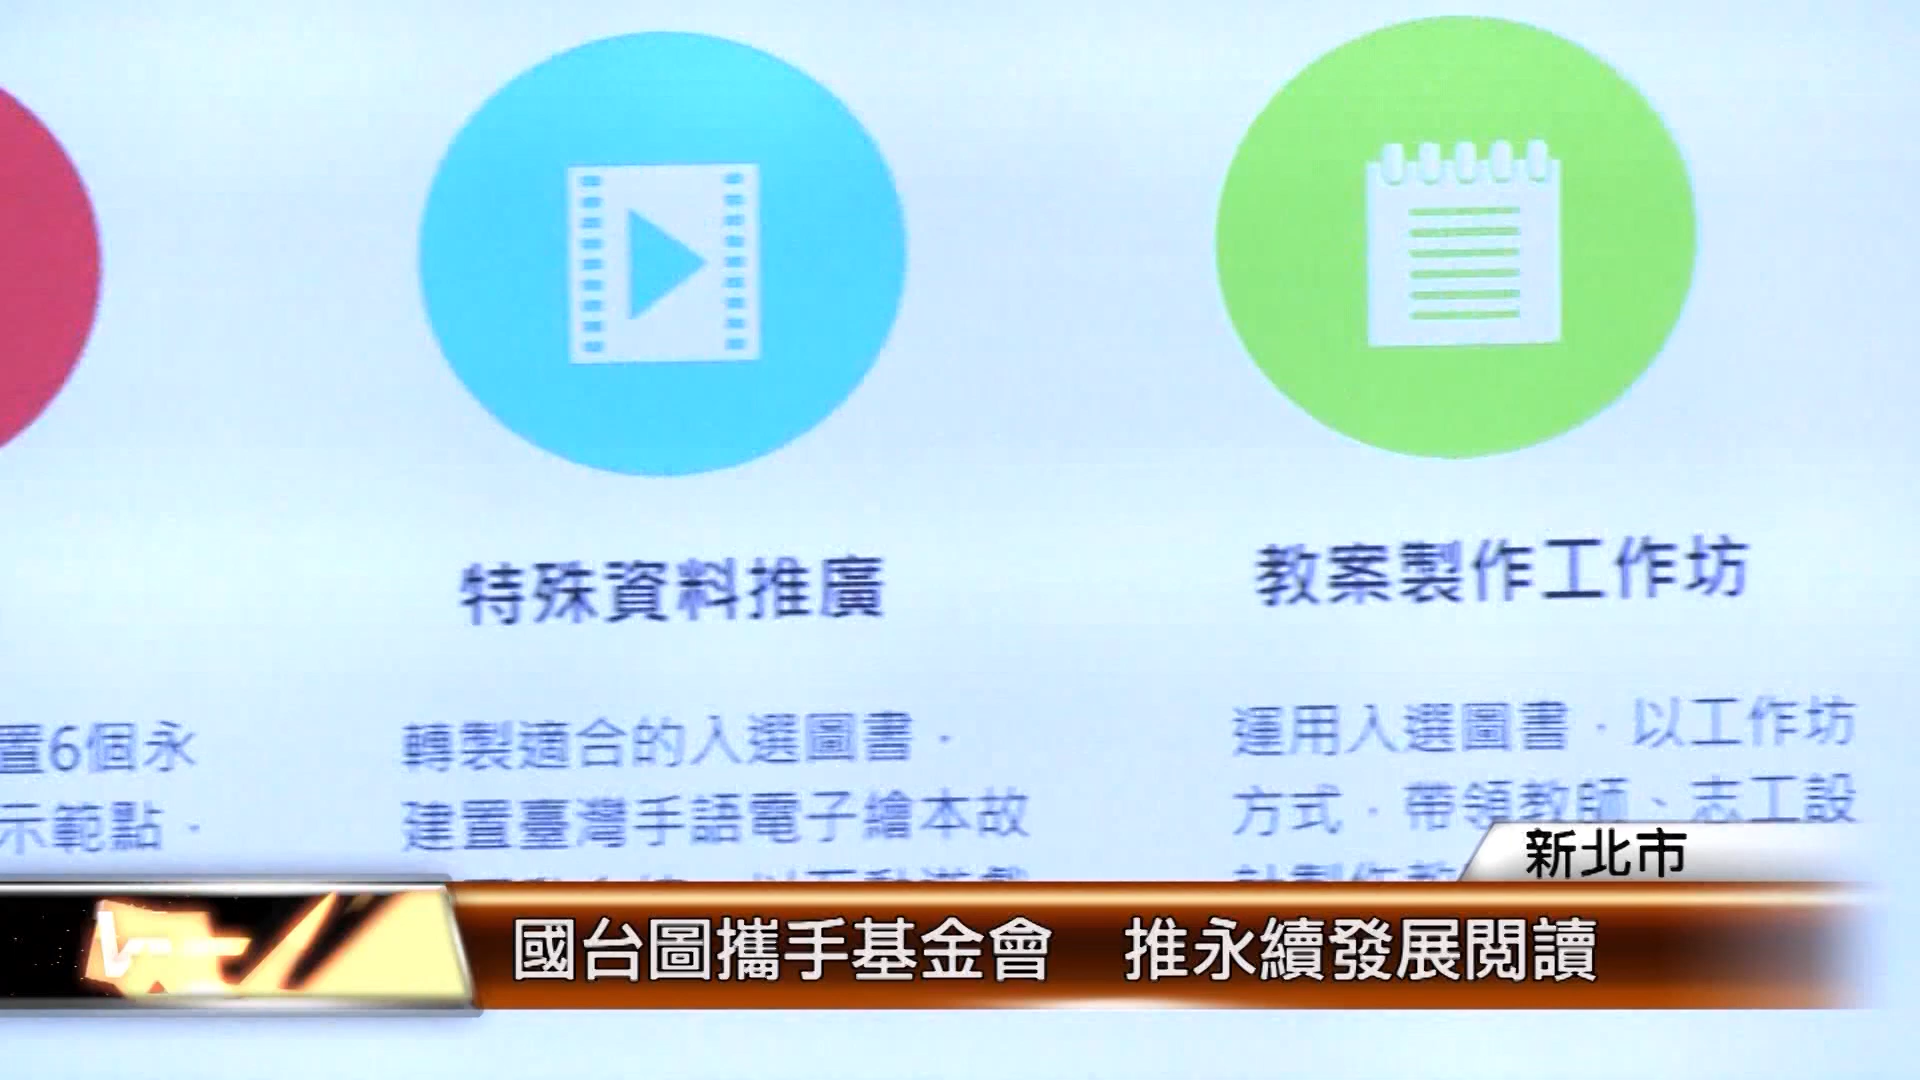 特殊資料推廣
教案製作工作坊
置6個永
示範點．
轉製適合的入選圖書．
建置臺灣手語電子繪本故
運用入選圖書．以工作坊
方式．帶領教師、志工設
新北市
國台圖攜手基金會　推永續發展閱讀